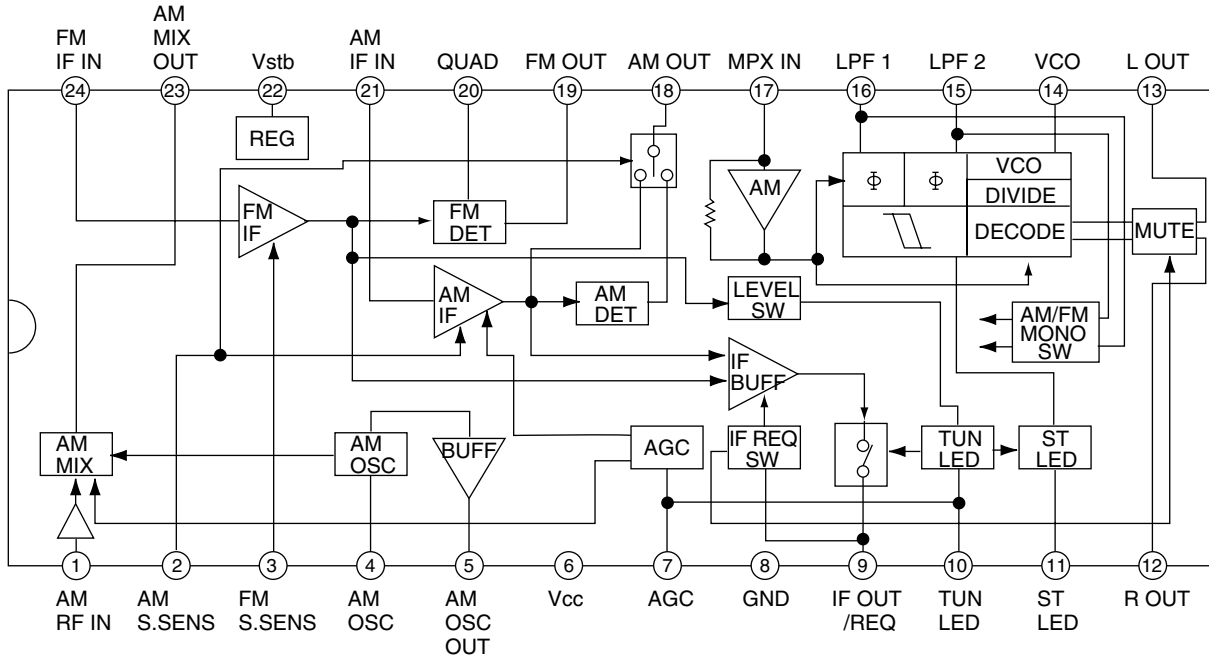 FM
IF IN
AM
MIX
OUT
Vstb
AM
IF IN
QUAD
FM OUT
AM OUT
MPX IN
LPF 1
LPF 2
VCO
L OUT
24
23
22
21
20
19
18
17
16
15
14
13
REG
FM
IF
FM
DET
AM
Φ
Φ
VCO
DIVIDE
DECODE
MUTE
AM
IF
AM
DET
LEVEL
SW
AM/FM
MONO
SW
IF
BUFF
AM
MIX
AM
OSC
BUFF
AGC
IF REQ
SW
TUN
LED
ST
LED
1
2
3
4
5
6
7
8
9
10
11
12
AM
RF IN
AM
S.SENS
FM
S.SENS
AM
OSC
AM
OSC
OUT
Vcc
AGC
GND
IF OUT
/REQ
TUN
LED
ST
LED
R OUT